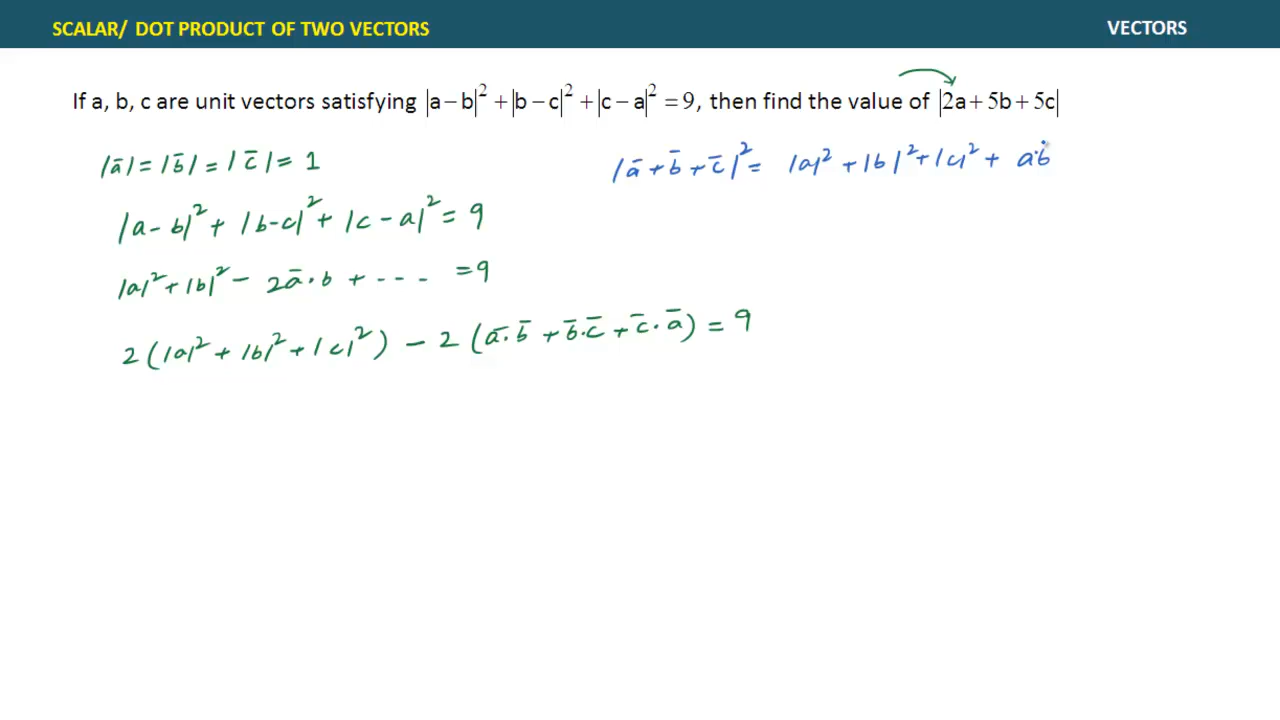 SCALAR/ DOT PRODUCT OF TWO VECTORS
VECTORS
If a, b, c are unit vectors satisfying |a − b|² + |b − c|² + |c − a|² = 9, then find the value of |2a + 5b + 5c|
|a̅| = |b̅| = |c̅| = 1
|a̅ + b̅ + c̅|² = |a|² + |b|² + |c|² + a·b
|a − b|² + |b − c|² + |c − a|² = 9
|a|² + |b|² − 2a̅·b + - - - = 9
2(|a|² + |b|² + |c|²) − 2(a̅·b̅ + b̅·c̅ + c̅·a̅) = 9